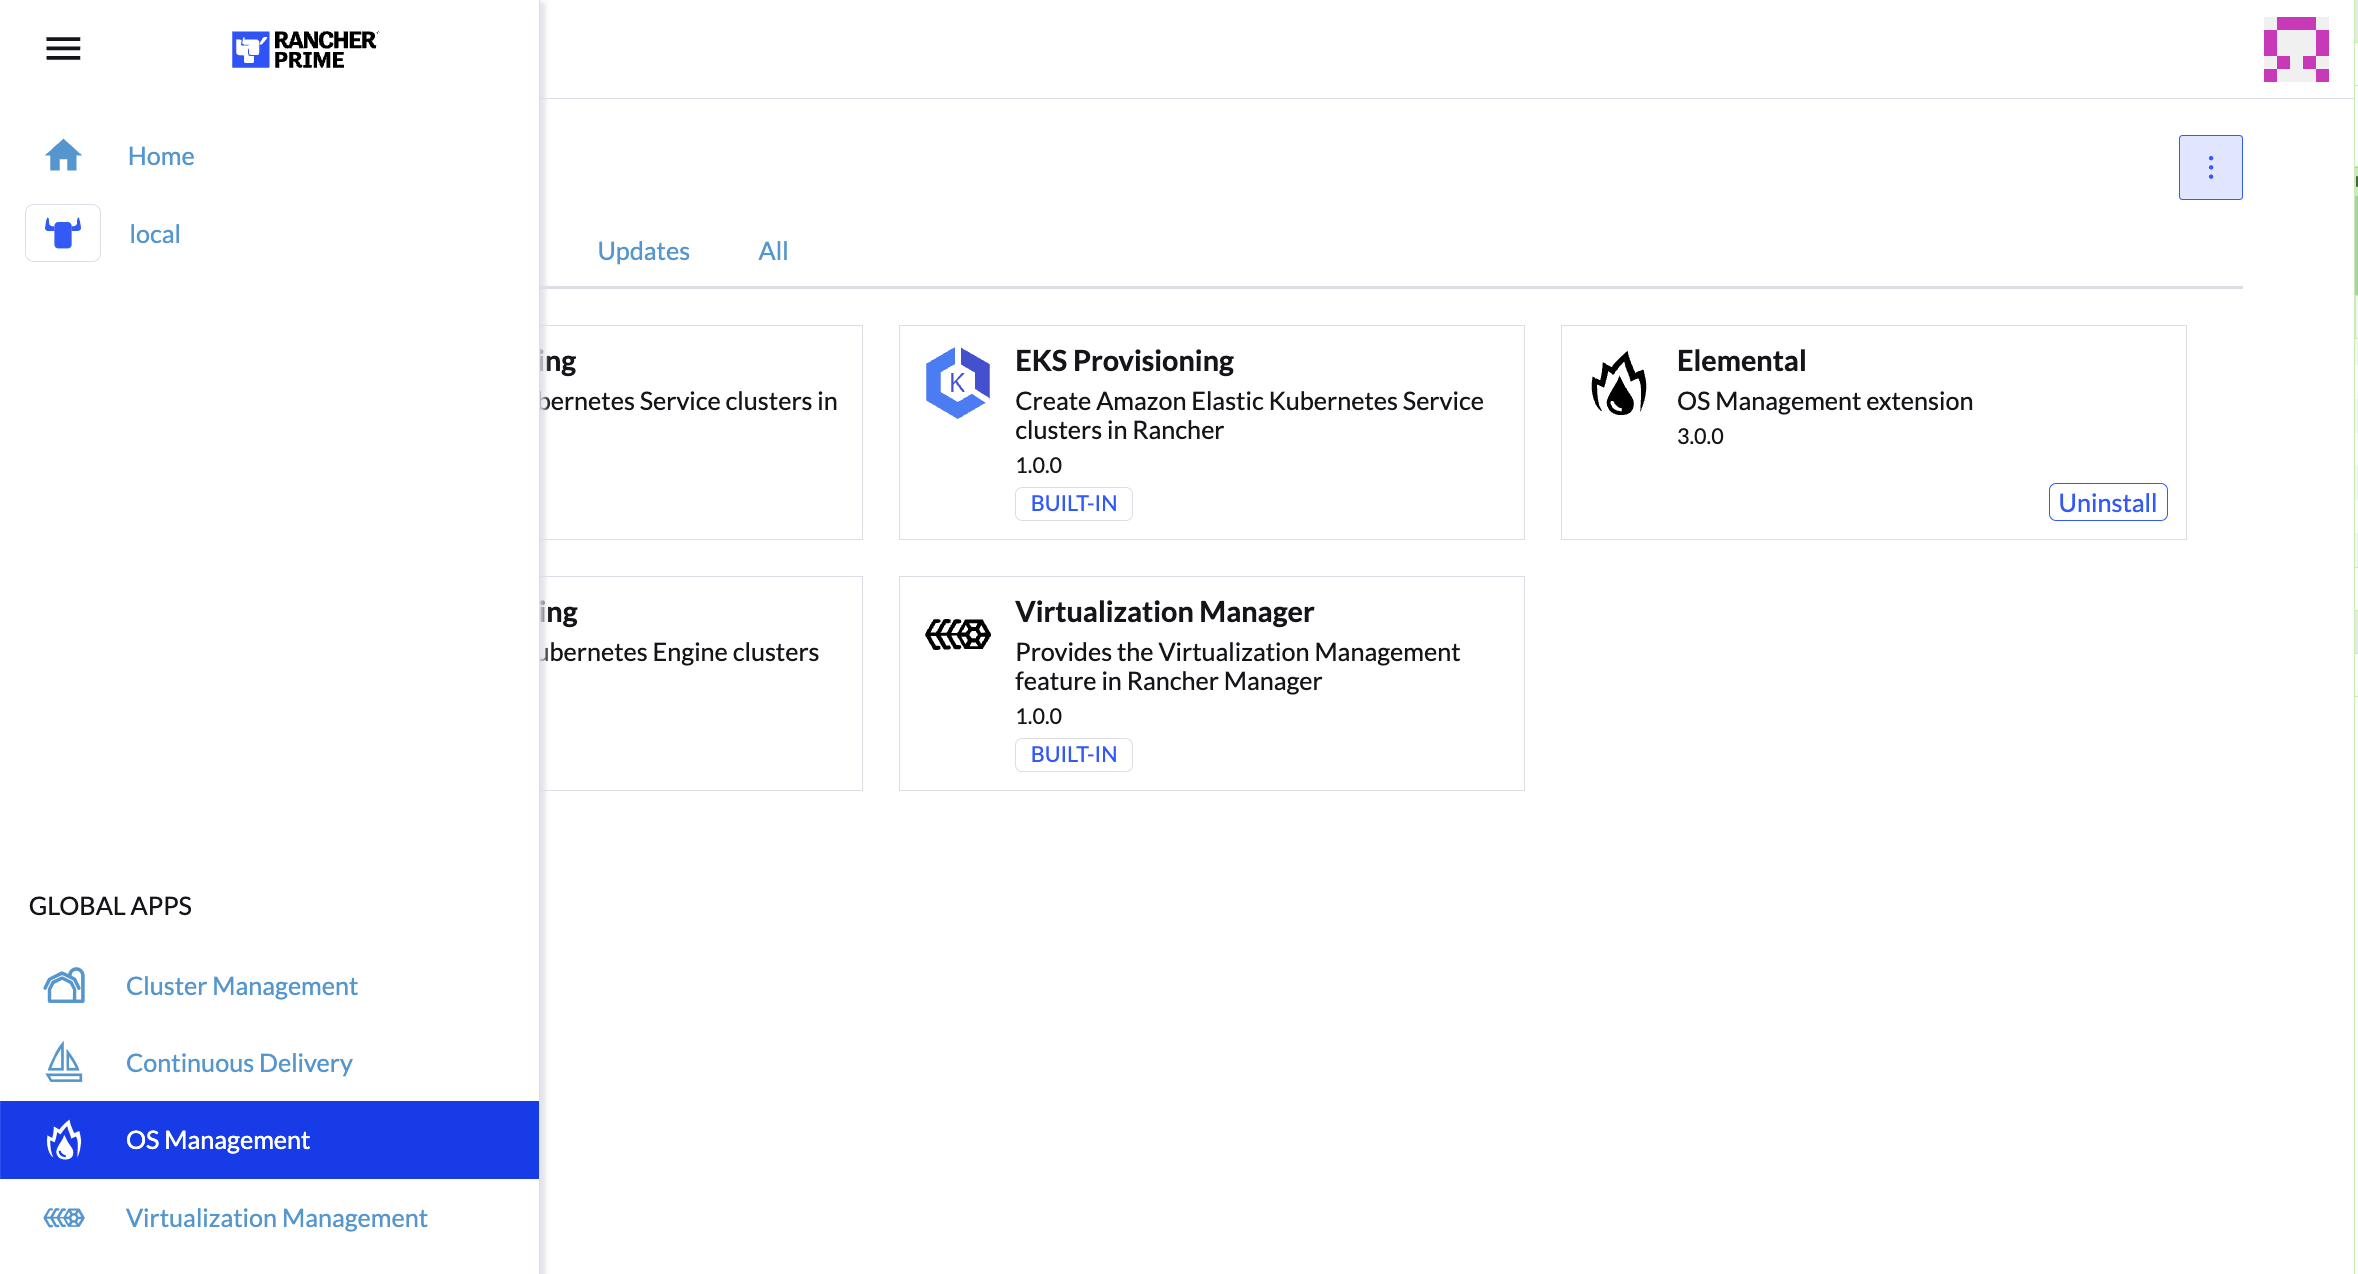 RANCHER
PRIME
Home
local
GLOBAL APPS
Cluster Management
Continuous Delivery
OS Management
Virtualization Management
Updates
All
ing
bernetes Service clusters in
EKS Provisioning
Create Amazon Elastic Kubernetes Service
clusters in Rancher
1.0.0
BUILT-IN
Elemental
OS Management extension
3.0.0
Uninstall
ing
ubernetes Engine clusters
Virtualization Manager
Provides the Virtualization Management
feature in Rancher Manager
1.0.0
BUILT-IN